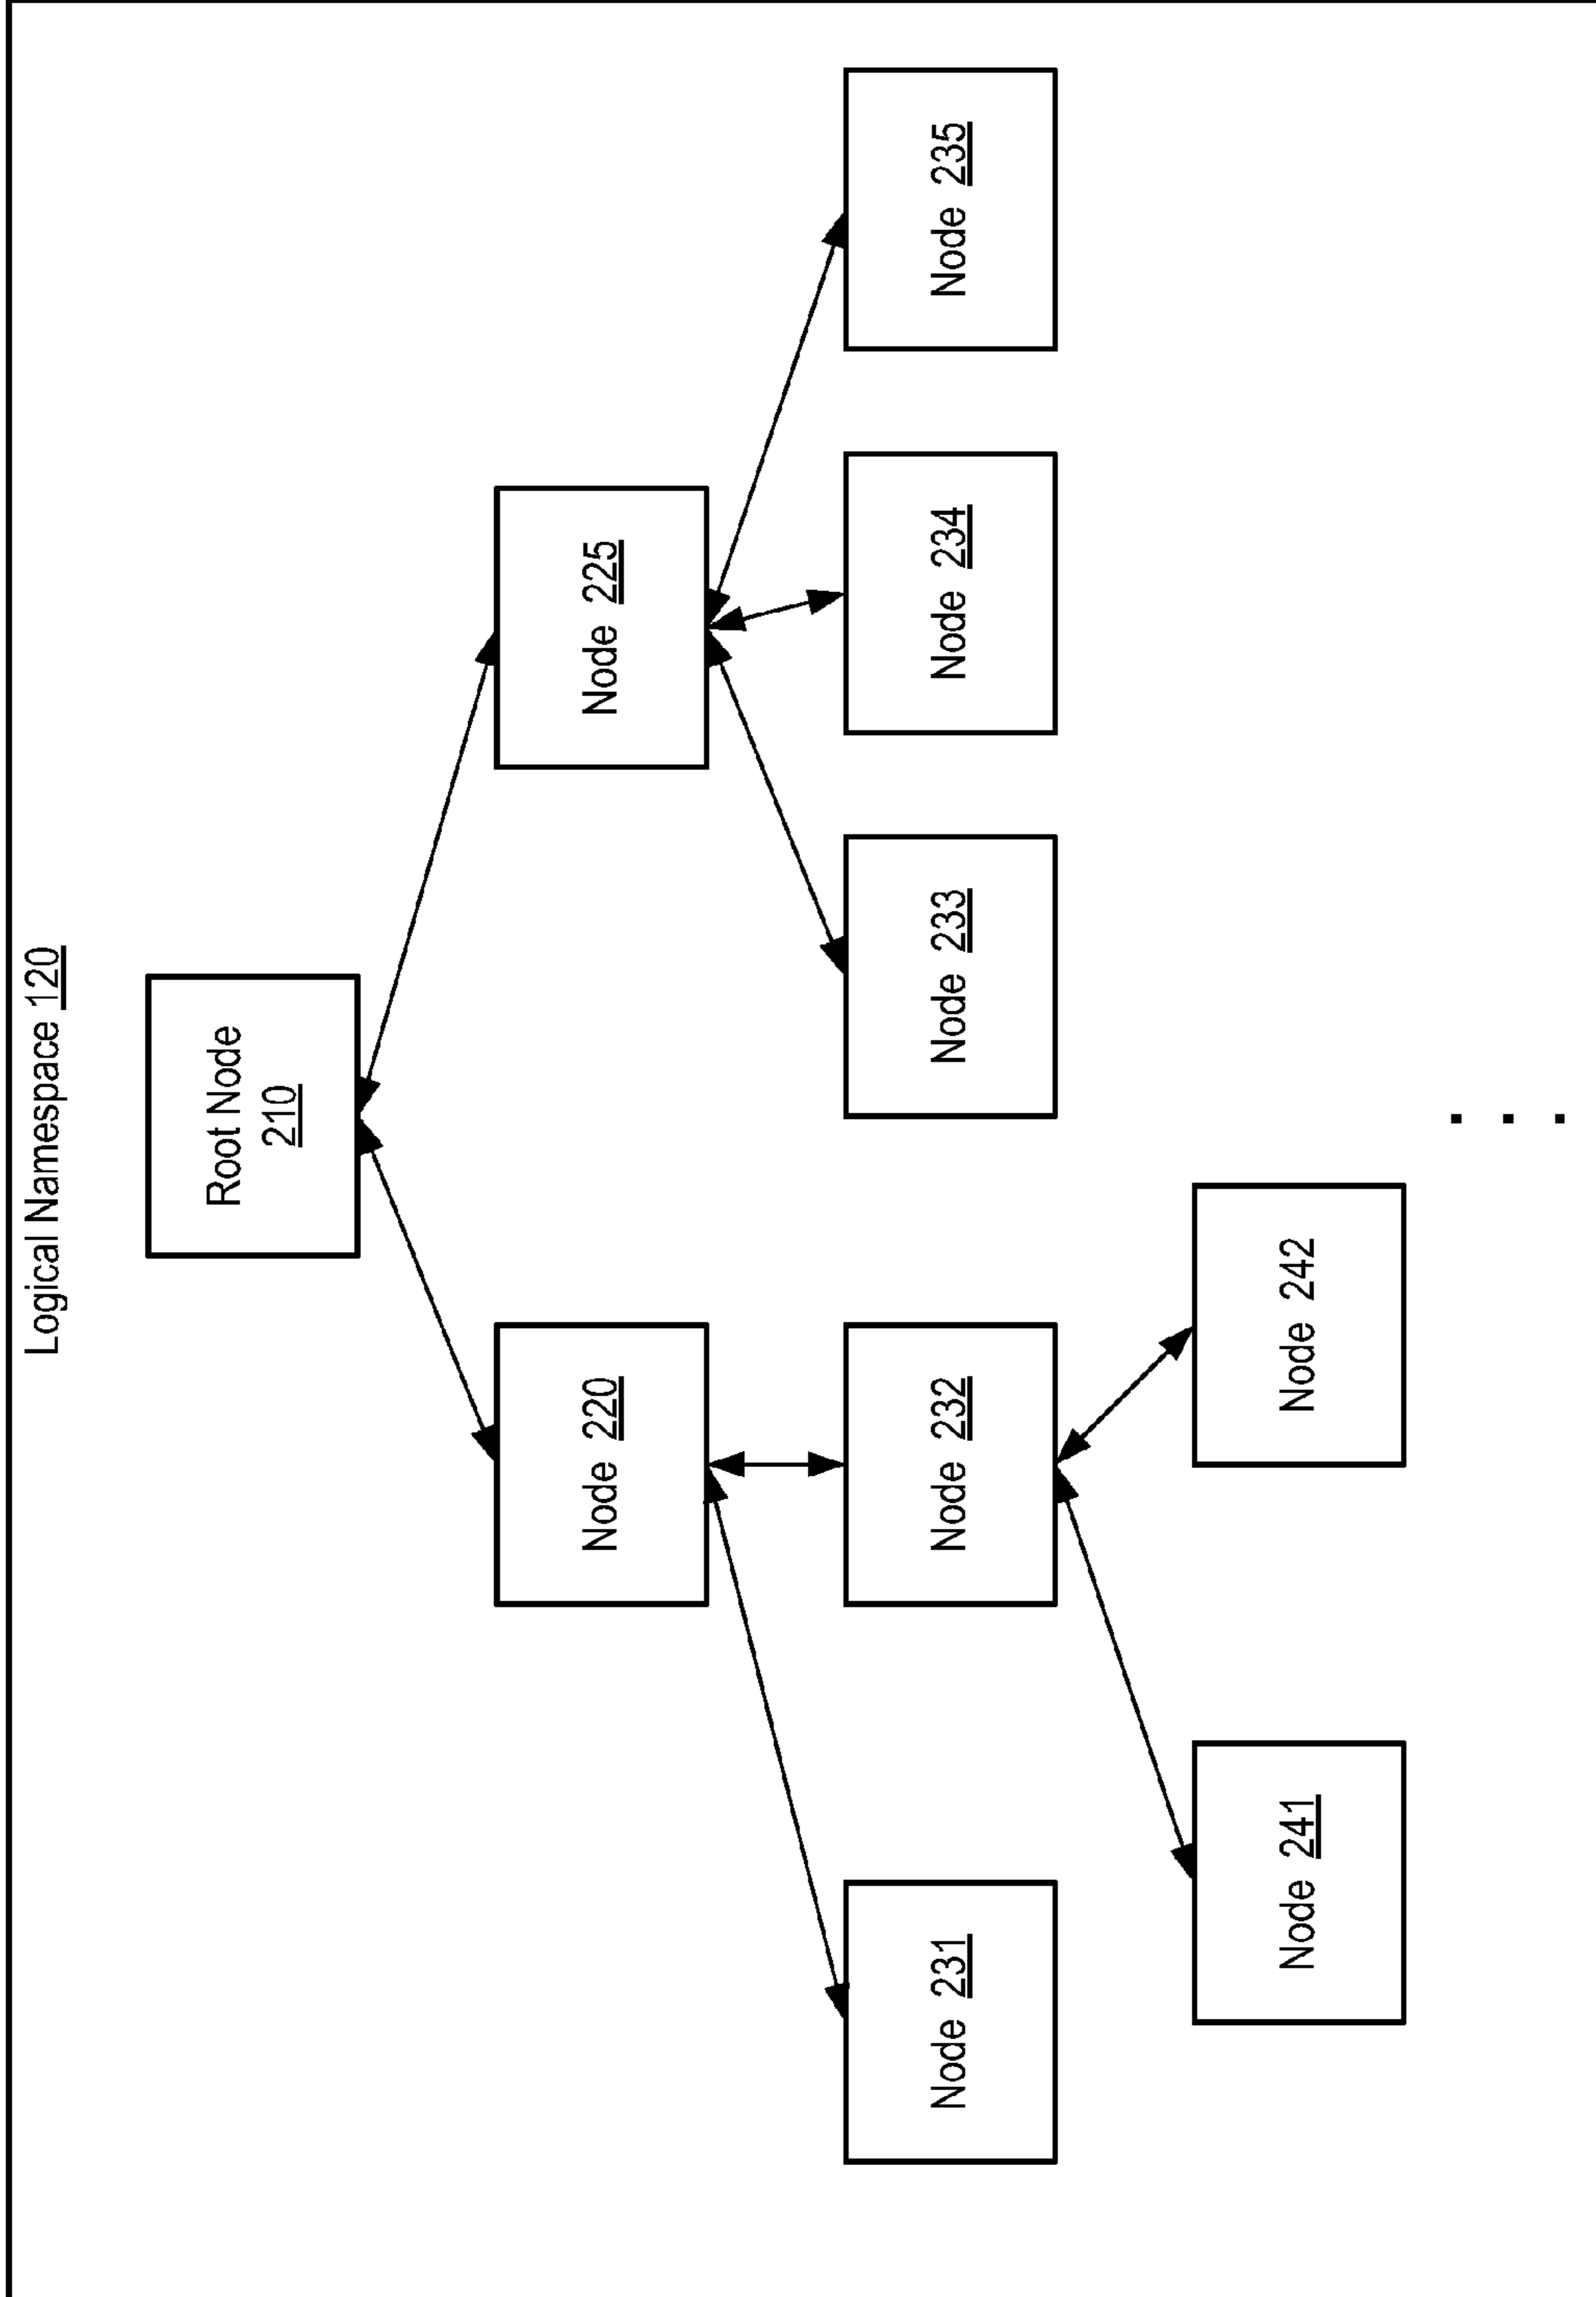 Logical Namespace 120
Root Node
210
Node 220
Node 225
Node 231
Node 232
Node 233
Node 234
Node 235
Node 241
Node 242
. . .